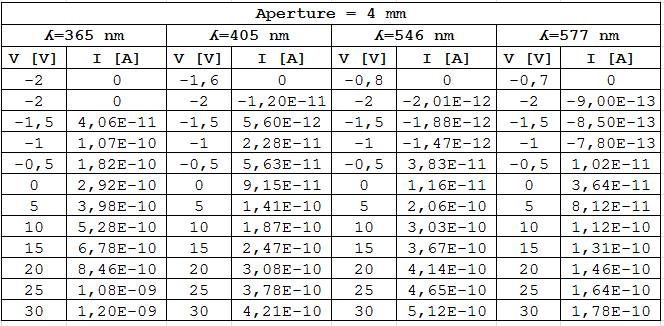 Aperture = 4 mm
ʎ=365 nm ʎ=405 nm ʎ=546 nm ʎ=577 nm
V [V] I [A] V [V] I [A] V [V] I [A] V [V] I [A]
-2 0 -1,6 0 -0,8 0 -0,7 0
-2 0 -2 -1,20E-11 -2 -2,01E-12 -2 -9,00E-13
-1,5 4,06E-11 -1,5 5,60E-12 -1,5 -1,88E-12 -1,5 -8,50E-13
-1 1,07E-10 -1 2,28E-11 -1 -1,47E-12 -1 -7,80E-13
-0,5 1,82E-10 -0,5 5,63E-11 -0,5 3,83E-11 -0,5 1,02E-11
0 2,92E-10 0 9,15E-11 0 1,16E-11 0 3,64E-11
5 3,98E-10 5 1,41E-10 5 2,06E-10 5 8,12E-11
10 5,28E-10 10 1,87E-10 10 3,03E-10 10 1,12E-10
15 6,78E-10 15 2,47E-10 15 3,67E-10 15 1,31E-10
20 8,46E-10 20 3,08E-10 20 4,14E-10 20 1,46E-10
25 1,08E-09 25 3,78E-10 25 4,65E-10 25 1,64E-10
30 1,20E-09 30 4,21E-10 30 5,12E-10 30 1,78E-10